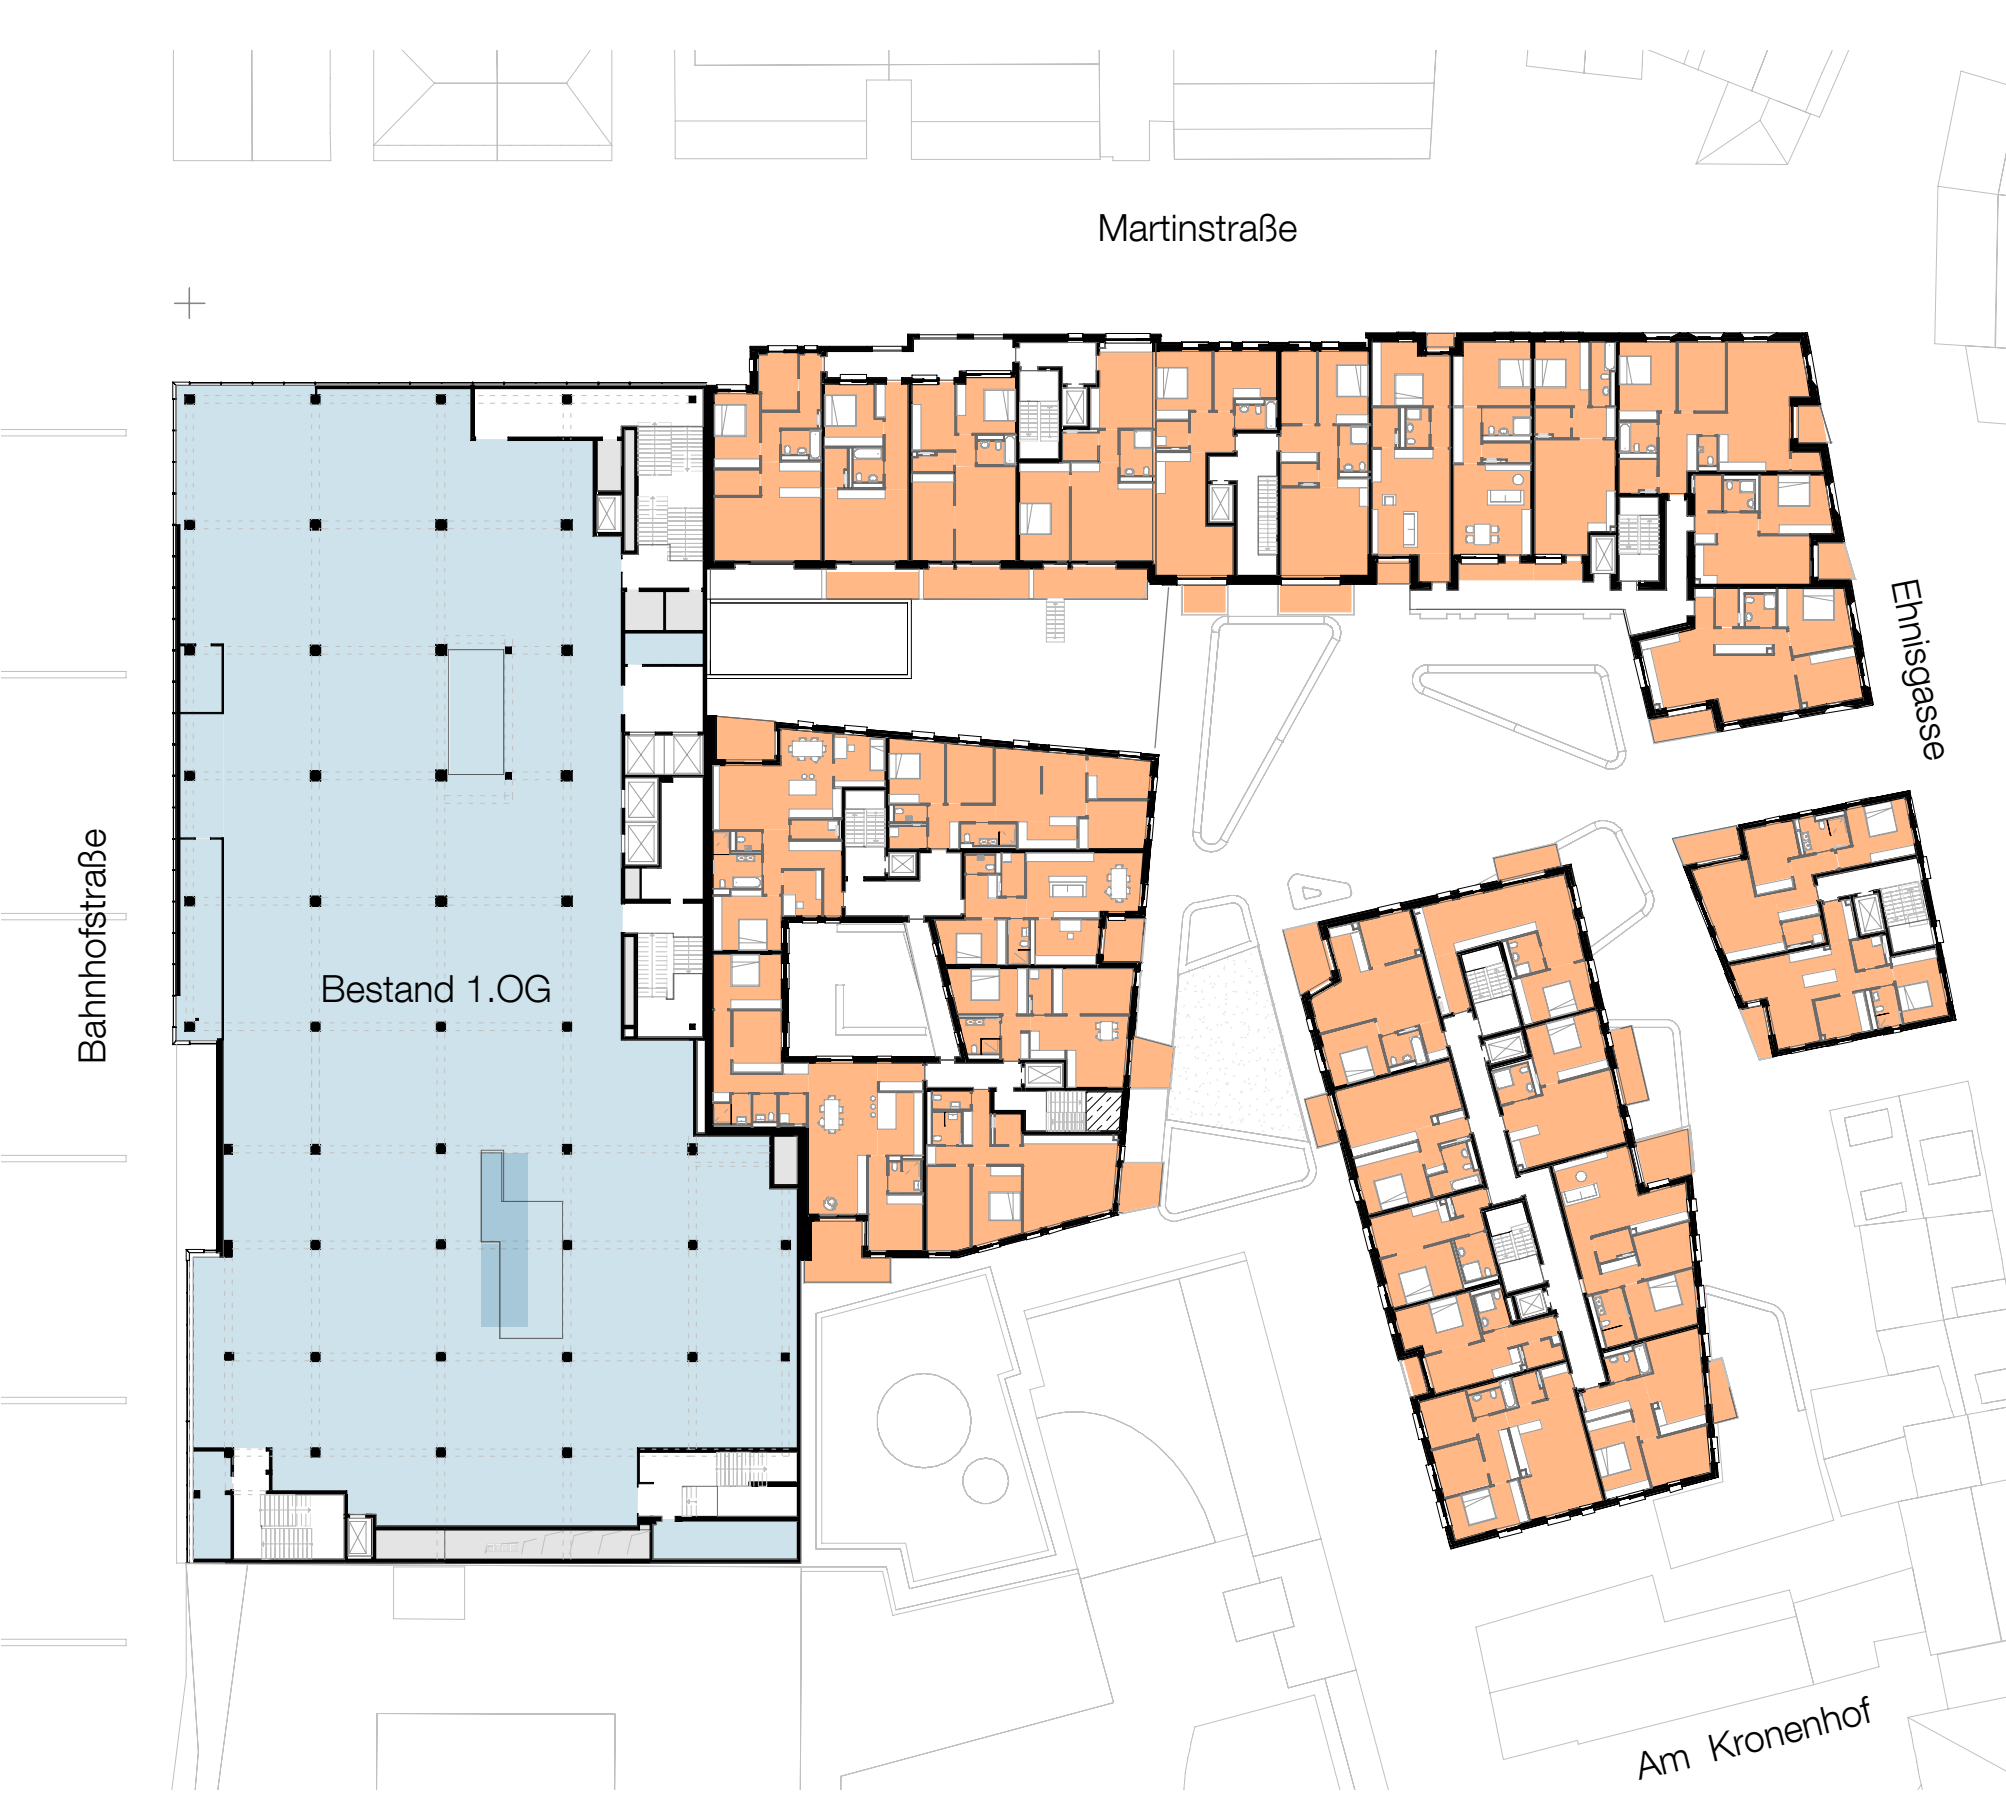 Martinstraße
Ehnisgasse
Bahnhofstraße
Bestand 1.OG
Am Kronenhof